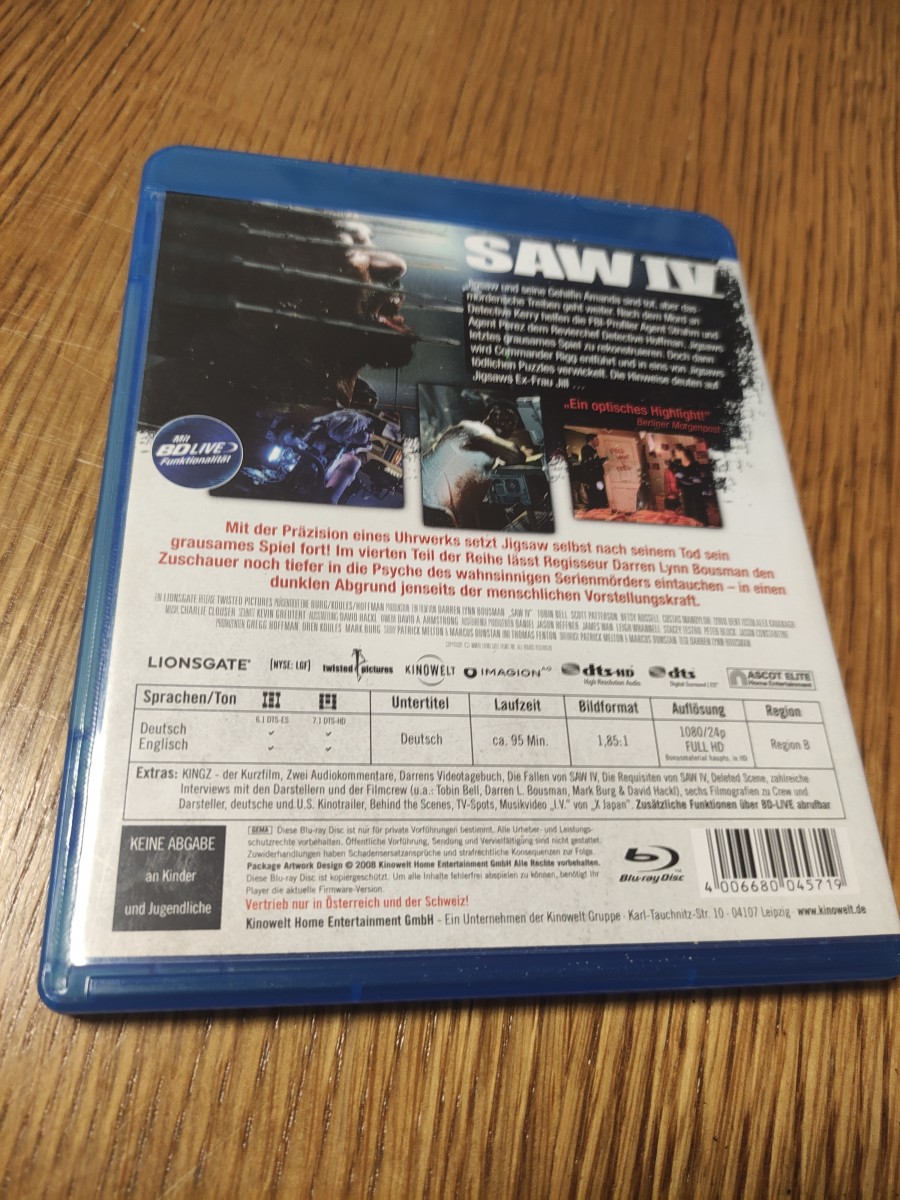 SAW IV
Jigsaw und seine Gehilfin Amanda sind tot, aber das
mörderische Treiben geht weiter. Nach dem Mord an
Detective Kerry helfen die FBI-Profiler Agent Strahm und
Agent Perez dem Revierchef Detective Hoffman, Jigsaws
letztes grausames Spiel zu rekonstruieren. Doch dann
wird Commander Rigg entführt und in eins von Jigsaws
tödlichen Puzzles verwickelt. Die Hinweise deuten auf
Jigsaws Ex-Frau Jill ...
„Ein optisches Highlight!"
Berliner Morgenpost
Mit
BD LIVE
Funktionalität
Mit der Präzision eines Uhrwerks setzt Jigsaw selbst nach seinem Tod sein
grausames Spiel fort! Im vierten Teil der Reihe lässt Regisseur Darren Lynn Bousman den
Zuschauer noch tiefer in die Psyche des wahnsinnigen Serienmörders eintauchen – in einen
dunklen Abgrund jenseits der menschlichen Vorstellungskraft.
LIONSGATE® [NYSE: LGF] twisted pictures KINOWELT IMAGION AG dts-HD High Resolution Audio dts Digital Surround ASCOT ELITE Home Entertainment
Sprachen/Ton Untertitel Laufzeit Bildformat Auflösung Region
6.1 DTS-ES 7.1 DTS-HD
Deutsch
Englisch
Deutsch ca. 95 Min. 1,85:1
1080/24p
FULL HD
Bonusmaterial haupts. in HD
Region B
Extras: KINGZ - der Kurzfilm, Zwei Audiokommentare, Darrens Videotagebuch, Die Fallen von SAW IV, Die Requisiten von SAW IV, Deleted Scene, zahlreiche
Interviews mit den Darstellern und der Filmcrew (u.a.: Tobin Bell, Darren L. Bousman, Mark Burg & David Hackl), sechs Filmografien zu Crew und
Darsteller, deutsche und U.S. Kinotrailer, Behind the Scenes, TV-Spots, Musikvideo „I.V." von „X Japan". Zusätzliche Funktionen über BD-LIVE abrufbar
KEINE ABGABE
an Kinder
und Jugendliche
GEMA Diese Blu-ray Disc ist nur für private Vorführungen bestimmt. Alle Urheber- und Leistungs-
schutzrechte vorbehalten. Öffentliche Vorführung, Sendung und Vervielfältigung sind nicht gestattet.
Zuwiderhandlungen haben Schadensersatzansprüche und strafrechtliche Konsequenzen zur Folge.
Package Artwork Design © 2008 Kinowelt Home Entertainment GmbH Alle Rechte vorbehalten.
Diese Blu-ray Disc ist kopiergeschützt. Um alle Inhalte fehlerfrei abspielen zu können, benötigt Ihr
Player die aktuelle Firmware-Version.
Vertrieb nur in Österreich und der Schweiz!
Kinowelt Home Entertainment GmbH - Ein Unternehmen der Kinowelt Gruppe · Karl-Tauchnitz-Str. 10 · 04107 Leipzig · www.kinowelt.de
Blu-ray Disc
4 006680 045719